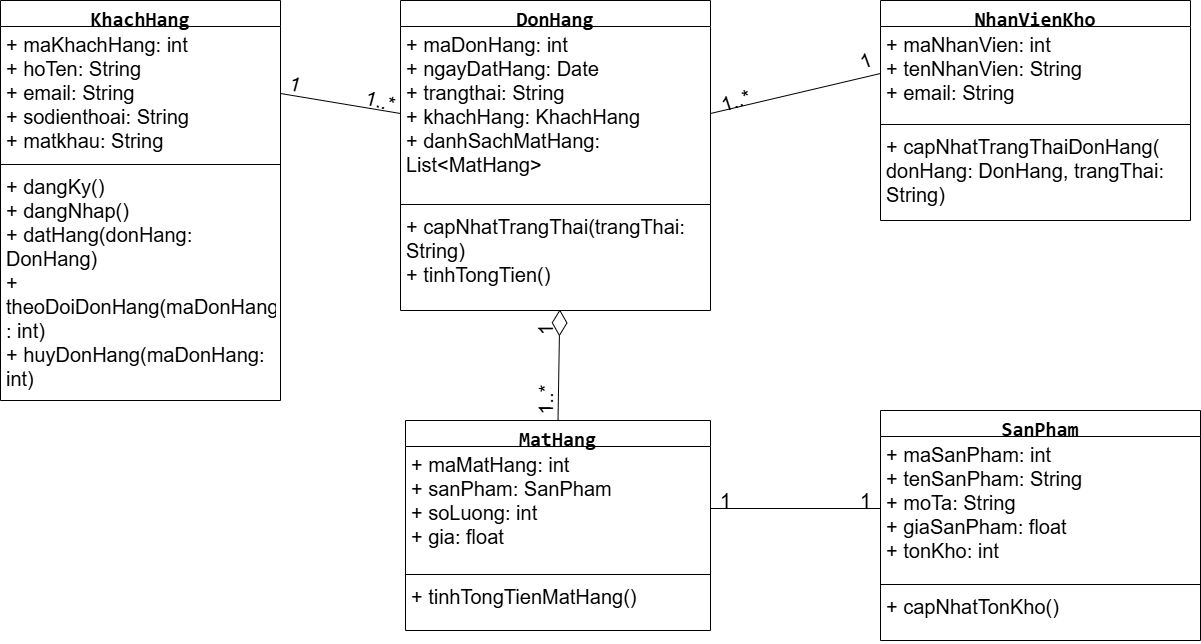 KhachHang
+ maKhachHang: int
+ hoTen: String
+ email: String
+ sodienthoai: String
+ matkhau: String
+ dangKy()
+ dangNhap()
+ datHang(donHang:
DonHang)
+
theoDoiDonHang(maDonHang
: int)
+ huyDonHang(maDonHang:
int)
1
1..*
DonHang
+ maDonHang: int
+ ngayDatHang: Date
+ trangthai: String
+ khachHang: KhachHang
+ danhSachMatHang:
List<MatHang>
+ capNhatTrangThai(trangThai:
String)
+ tinhTongTien()
1..*
1
NhanVienKho
+ maNhanVien: int
+ tenNhanVien: String
+ email: String
+ capNhatTrangThaiDonHang(
donHang: DonHang, trangThai:
String)
1
1..*
MatHang
+ maMatHang: int
+ sanPham: SanPham
+ soLuong: int
+ gia: float
+ tinhTongTienMatHang()
1
1
SanPham
+ maSanPham: int
+ tenSanPham: String
+ moTa: String
+ giaSanPham: float
+ tonKho: int
+ capNhatTonKho()